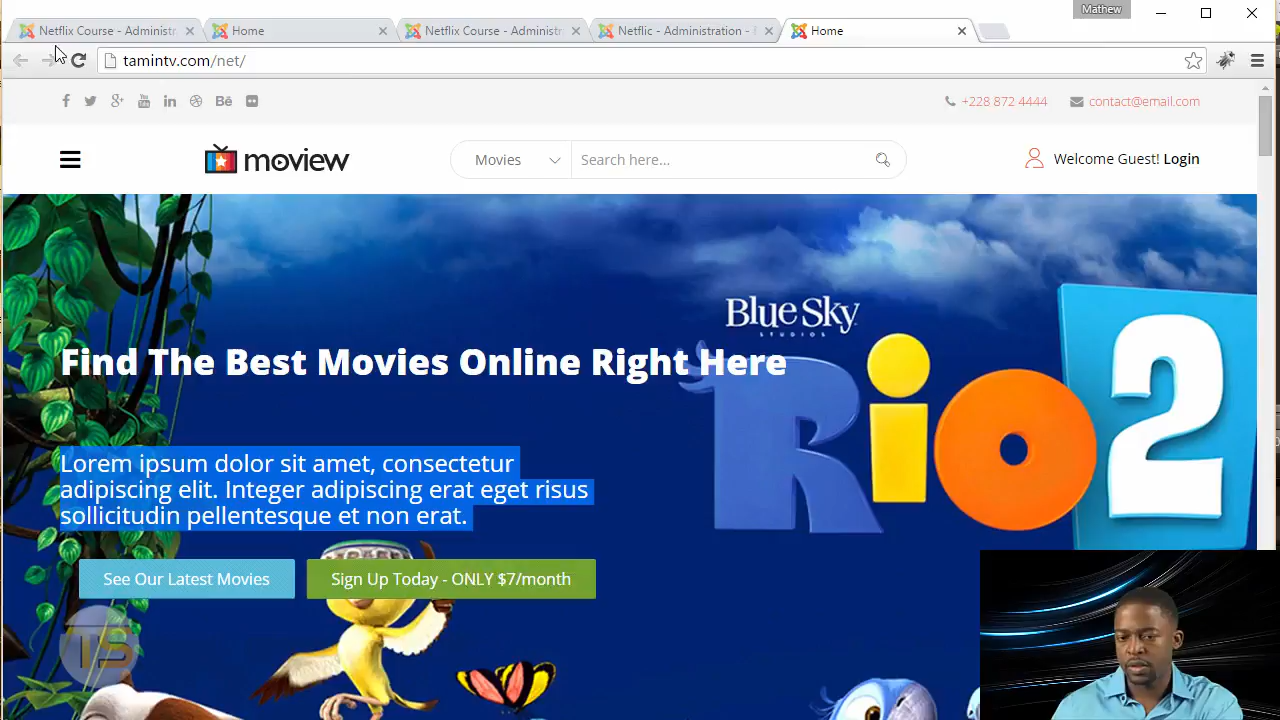 Mathew
Netflix Course - Administr
Home
Netflix Course - Administr
Netflic - Administration -
Home
tamintv.com/net/
+228 872 4444
contact@email.com
moview
Movies
Search here...
Welcome Guest! Login
BLUE SKY
STUDIOS
Find The Best Movies Online Right Here
RiO2
Lorem ipsum dolor sit amet, consectetur
adipiscing elit. Integer adipiscing erat eget risus
sollicitudin pellentesque et non erat.
See Our Latest Movies
Sign Up Today - ONLY $7/month
TS